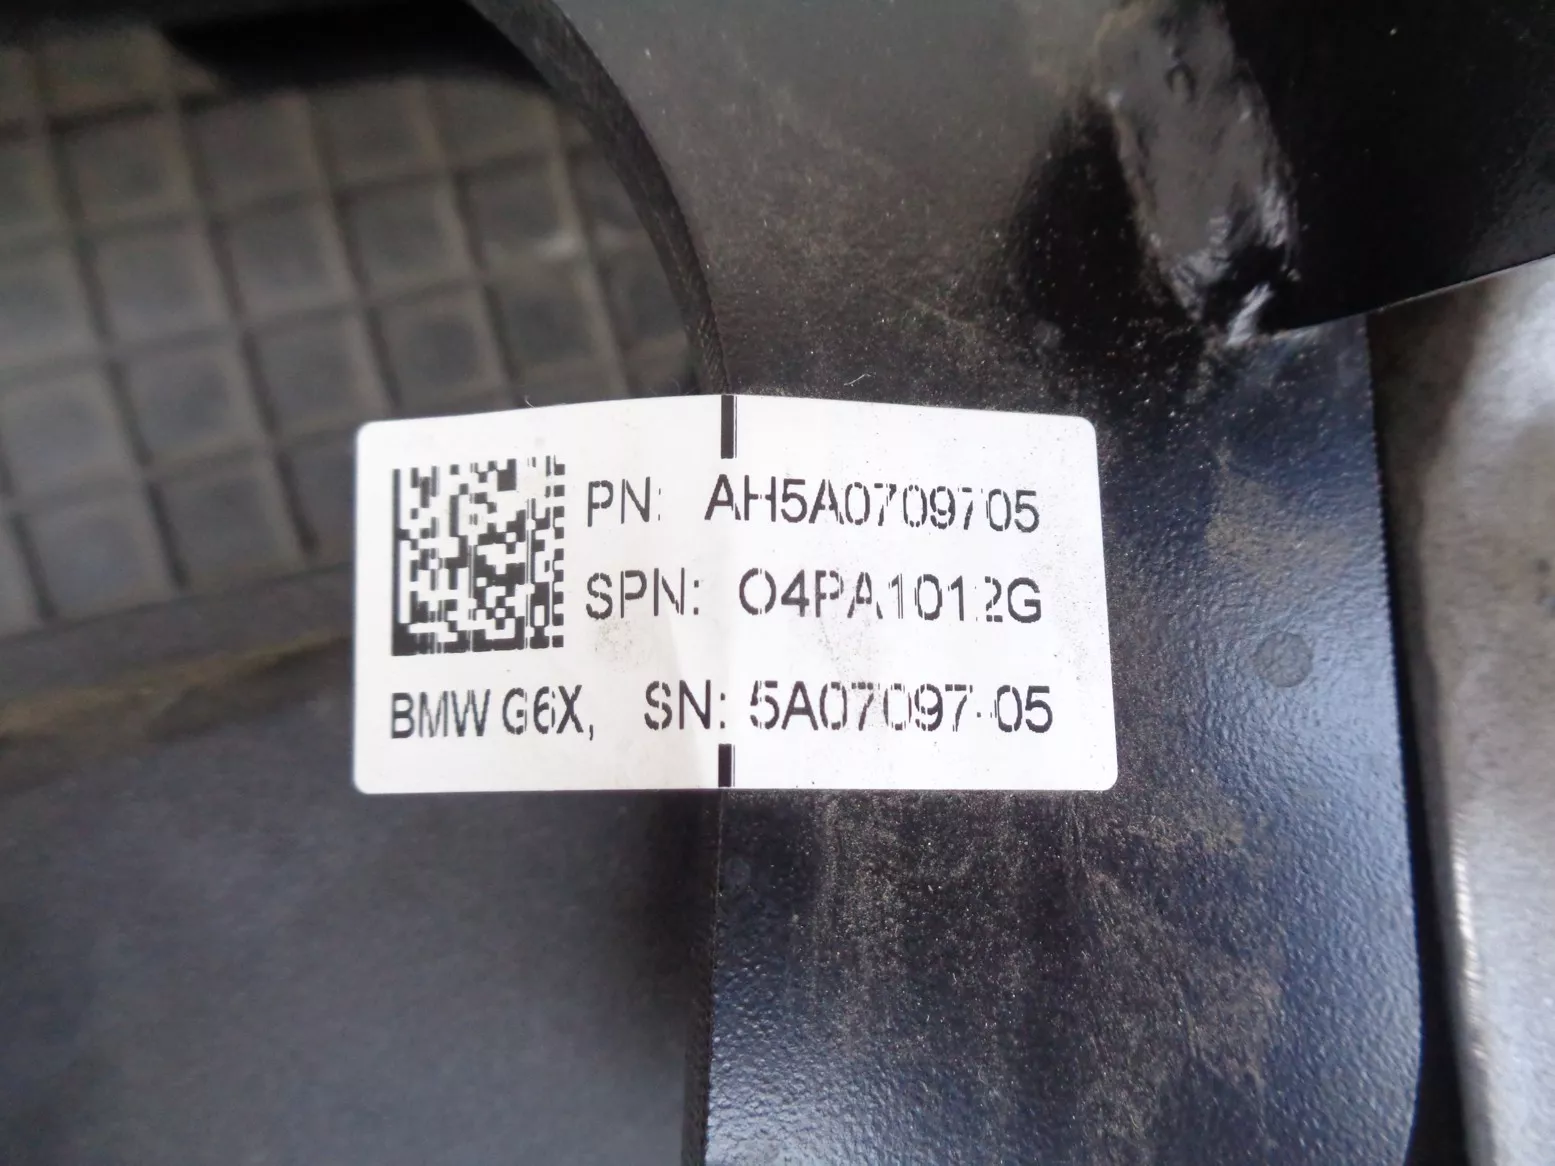 PN: AH5A0709705
SPN: O4PA1012G
BMW G6X, SN: 5A07097-05